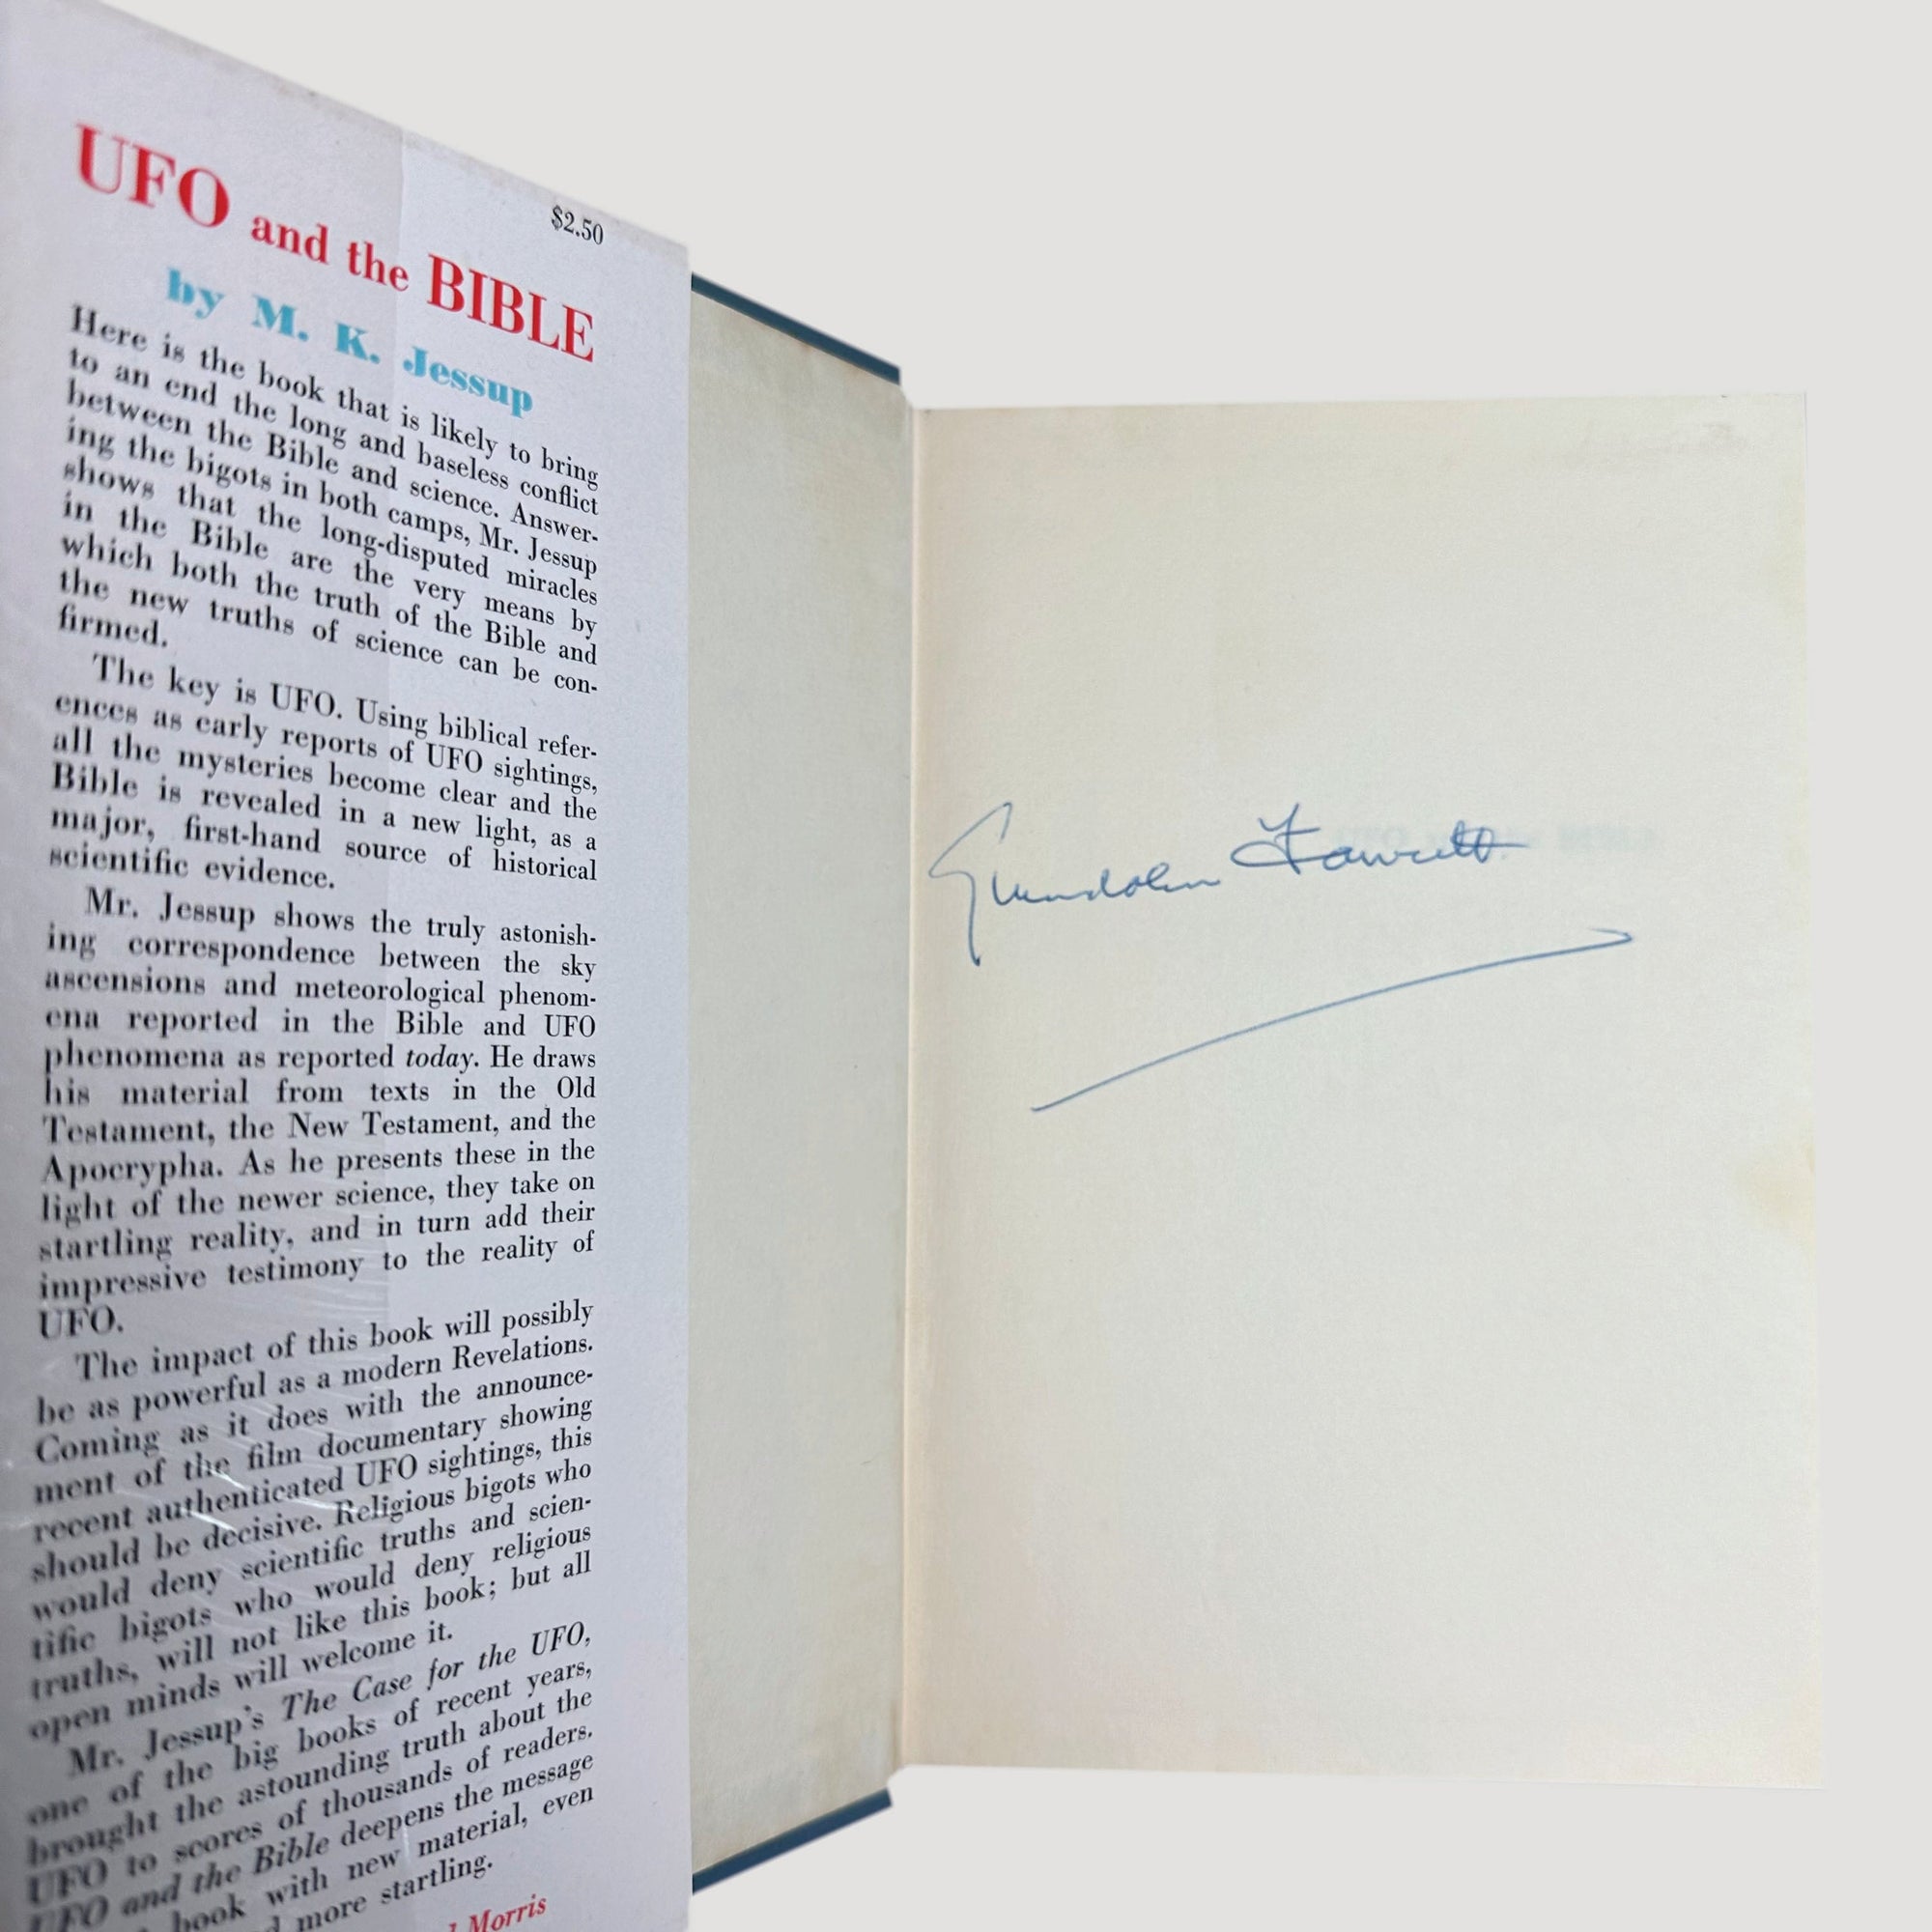 $2.50
UFO and the BIBLE
by M. K. Jessup
Here is the book that is likely to bring
to an end the long and baseless conflict
between the Bible and science. Answer-
ing the bigots in both camps, Mr. Jessup
shows that the long-disputed miracles
in the Bible are the very means by
which both the truth of the Bible and
the new truths of science can be con-
firmed.
The key is UFO. Using biblical refer-
ences as early reports of UFO sightings,
all the mysteries become clear and the
Bible is revealed in a new light, as a
major, first-hand source of historical
scientific evidence.
Mr. Jessup shows the truly astonish-
ing correspondence between the sky
ascensions and meteorological phenom-
ena reported in the Bible and UFO
phenomena as reported today. He draws
his material from texts in the Old
Testament, the New Testament, and the
Apocrypha. As he presents these in the
light of the newer science, they take on
startling reality, and in turn add their
impressive testimony to the reality of
UFO.
The impact of this book will possibly
be as powerful as a modern Revelations.
Coming as it does with the announce-
ment of the film documentary showing
recent authenticated UFO sightings, this
should be decisive. Religious bigots who
would deny scientific truths and scien-
tific bigots who would deny religious
truths, will not like this book; but all
open minds will welcome it.
Mr. Jessup's The Case for the UFO,
one of the big books of recent years,
brought the astounding truth about the
UFO to scores of thousands of readers.
UFO and the Bible deepens the message
book with new material, even
more startling.
Morris
Gwendolen Fawcett